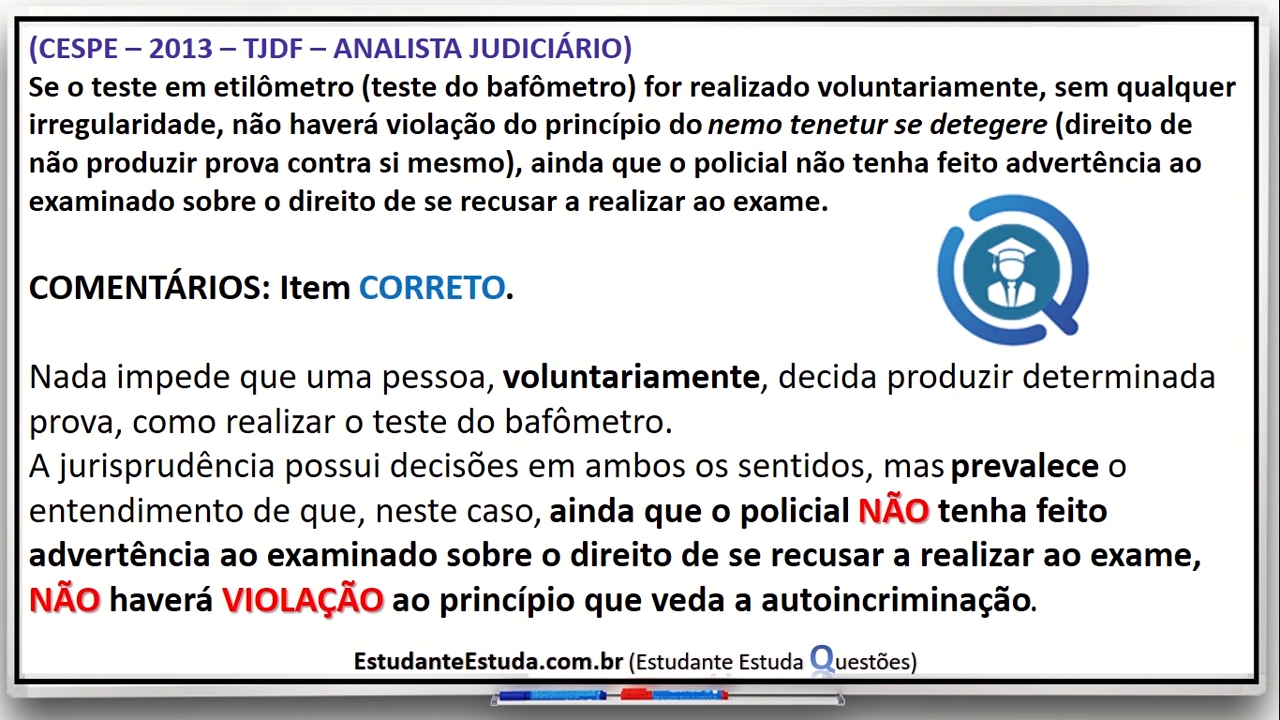 (CESPE – 2013 – TJDF – ANALISTA JUDICIÁRIO)
Se o teste em etilômetro (teste do bafômetro) for realizado voluntariamente, sem qualquer
irregularidade, não haverá violação do princípio do nemo tenetur se detegere (direito de
não produzir prova contra si mesmo), ainda que o policial não tenha feito advertência ao
examinado sobre o direito de se recusar a realizar ao exame.
COMENTÁRIOS: Item CORRETO.
Nada impede que uma pessoa, voluntariamente, decida produzir determinada
prova, como realizar o teste do bafômetro.
A jurisprudência possui decisões em ambos os sentidos, mas prevalece o
entendimento de que, neste caso, ainda que o policial NÃO tenha feito
advertência ao examinado sobre o direito de se recusar a realizar ao exame,
NÃO haverá VIOLAÇÃO ao princípio que veda a autoincriminação.
EstudanteEstuda.com.br (Estudante Estuda Questões)